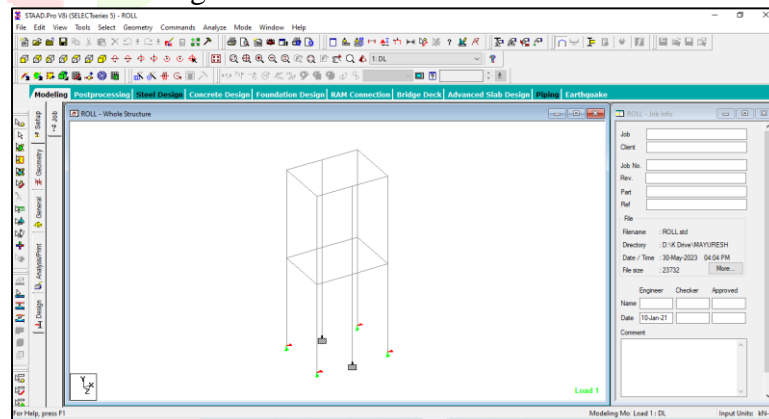 STAAD.Pro V8i (SELECTseries 5) - ROLL
File Edit View Tools Select Geometry Commands Analyze Mode Window Help
1: DL
Modeling Postprocessing Steel Design Concrete Design Foundation Design RAM Connection Bridge Deck Advanced Slab Design Piping Earthquake
Setup
Job
Geometry
General
Analysis/Print
Design
ROLL - Whole Structure
Y
X
Z
Load 1
ROLL - Job Info
Job
Client
Job No.
Rev.
Part
Ref
File
Filename : ROLL.std
Directory : D:\K Drive\MAYURESH
Date / Time : 30-May-2023 04:04 PM
File size : 23732 More...
Engineer Checker Approved
Name
Date 10-Jan-21
Comment
For Help, press F1
Modeling Mo Load 1 : DL Input Units: